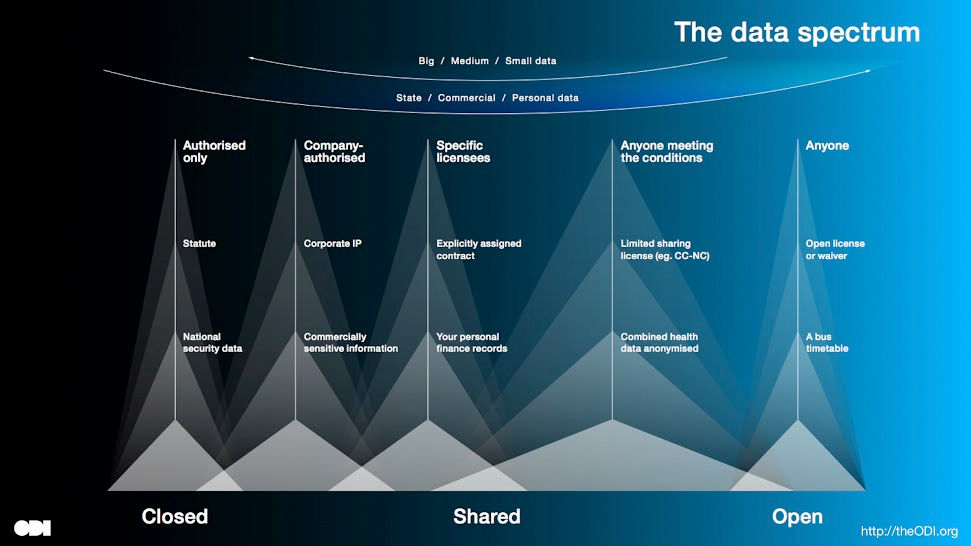 The data spectrum
Big / Medium / Small data
State / Commercial / Personal data
Authorised
only
Company-
authorised
Specific
licensees
Anyone meeting
the conditions
Anyone
Statute
Corporate IP
Explicitly assigned
contract
Limited sharing
license (eg. CC-NC)
Open license
or waiver
National
security data
Commercially
sensitive information
Your personal
finance records
Combined health
data anonymised
A bus
timetable
Closed
Shared
Open
ODI
http://theODI.org